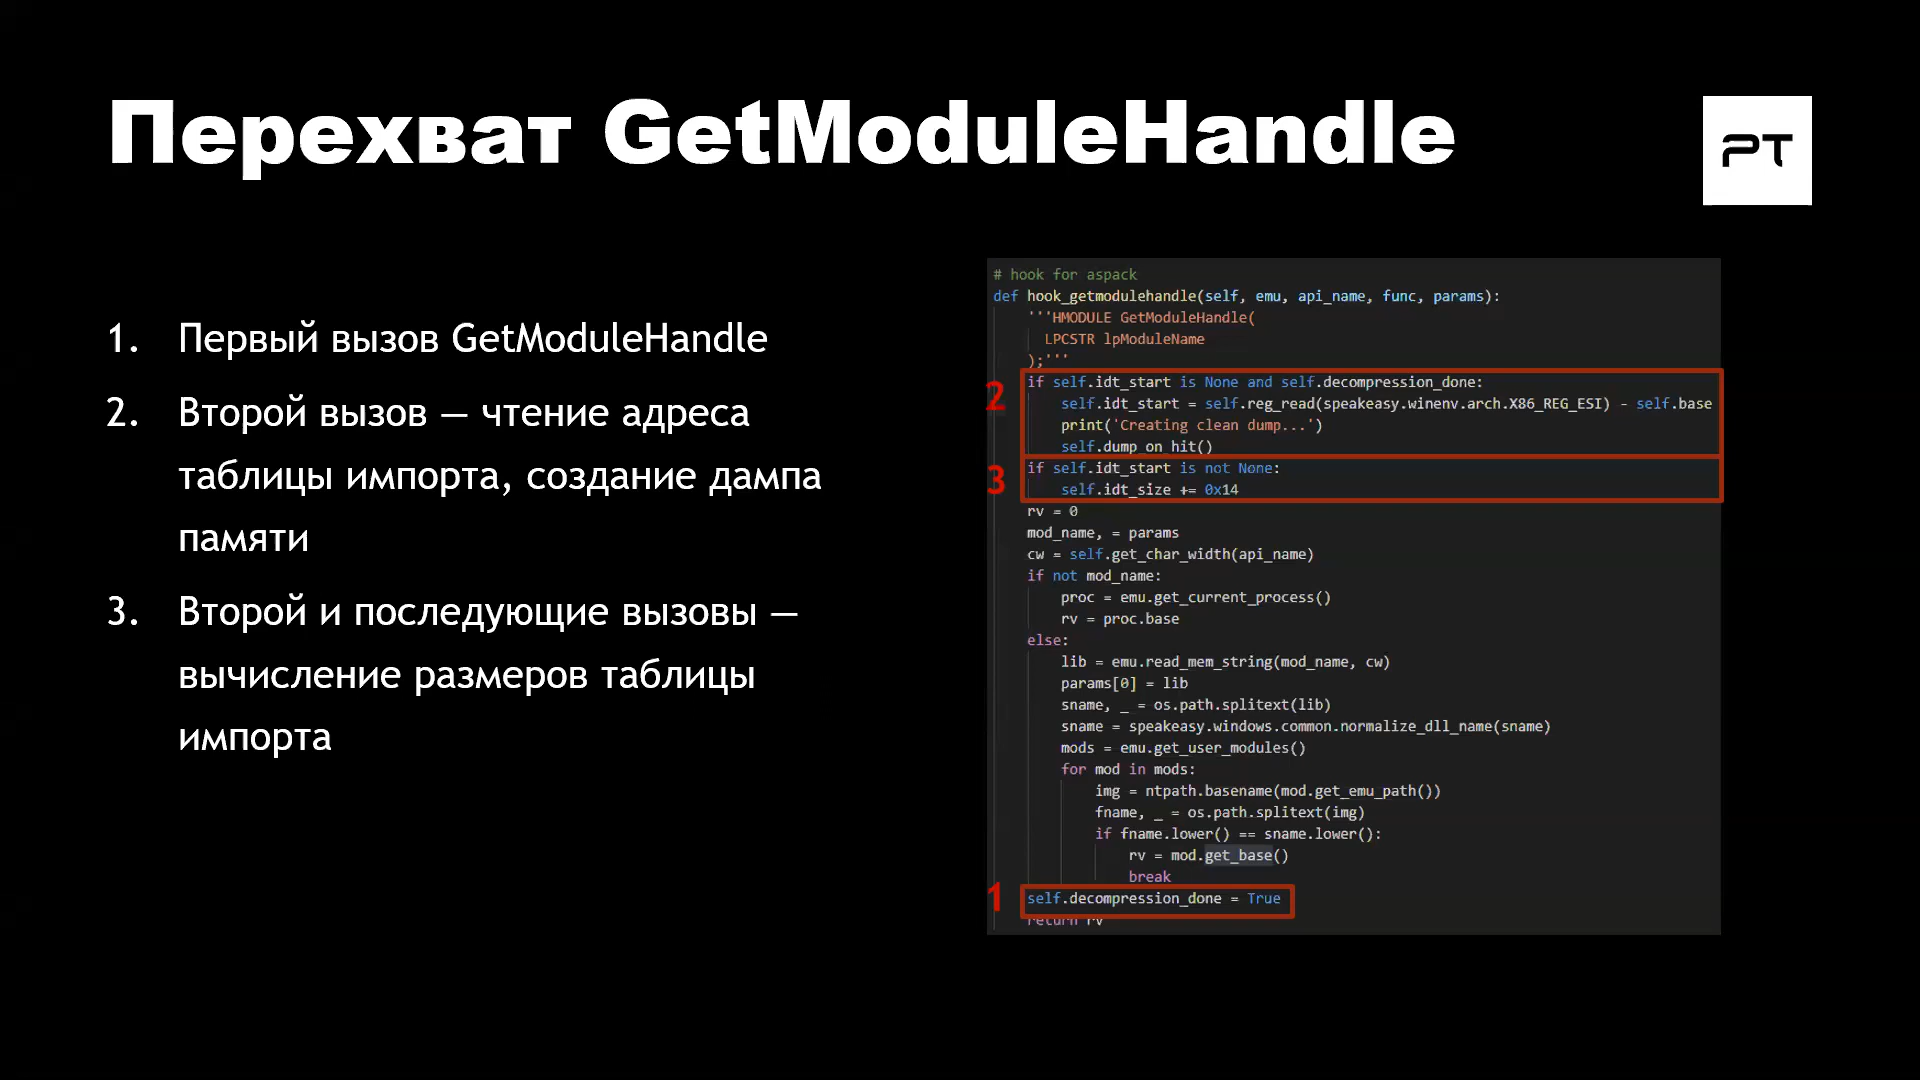 Перехват GetModuleHandle
PT
1. Первый вызов GetModuleHandle
2. Второй вызов — чтение адреса
таблицы импорта, создание дампа
памяти
3. Второй и последующие вызовы —
вычисление размеров таблицы
импорта
# hook for aspack
def hook_getmodulehandle(self, emu, api_name, func, params):
'''HMODULE GetModuleHandle(
LPCSTR lpModuleName
);'''
2
if self.idt_start is None and self.decompression_done:
self.idt_start = self.reg_read(speakeasy.winenv.arch.X86_REG_ESI) - self.base
print('Creating clean dump...')
self.dump_on_hit()
3
if self.idt_start is not None:
self.idt_size += 0x14
rv = 0
mod_name, = params
cw = self.get_char_width(api_name)
if not mod_name:
proc = emu.get_current_process()
rv = proc.base
else:
lib = emu.read_mem_string(mod_name, cw)
params[0] = lib
sname, _ = os.path.splitext(lib)
sname = speakeasy.windows.common.normalize_dll_name(sname)
mods = emu.get_user_modules()
for mod in mods:
img = ntpath.basename(mod.get_emu_path())
fname, _ = os.path.splitext(img)
if fname.lower() == sname.lower():
rv = mod.get_base()
break
1
self.decompression_done = True
return rv